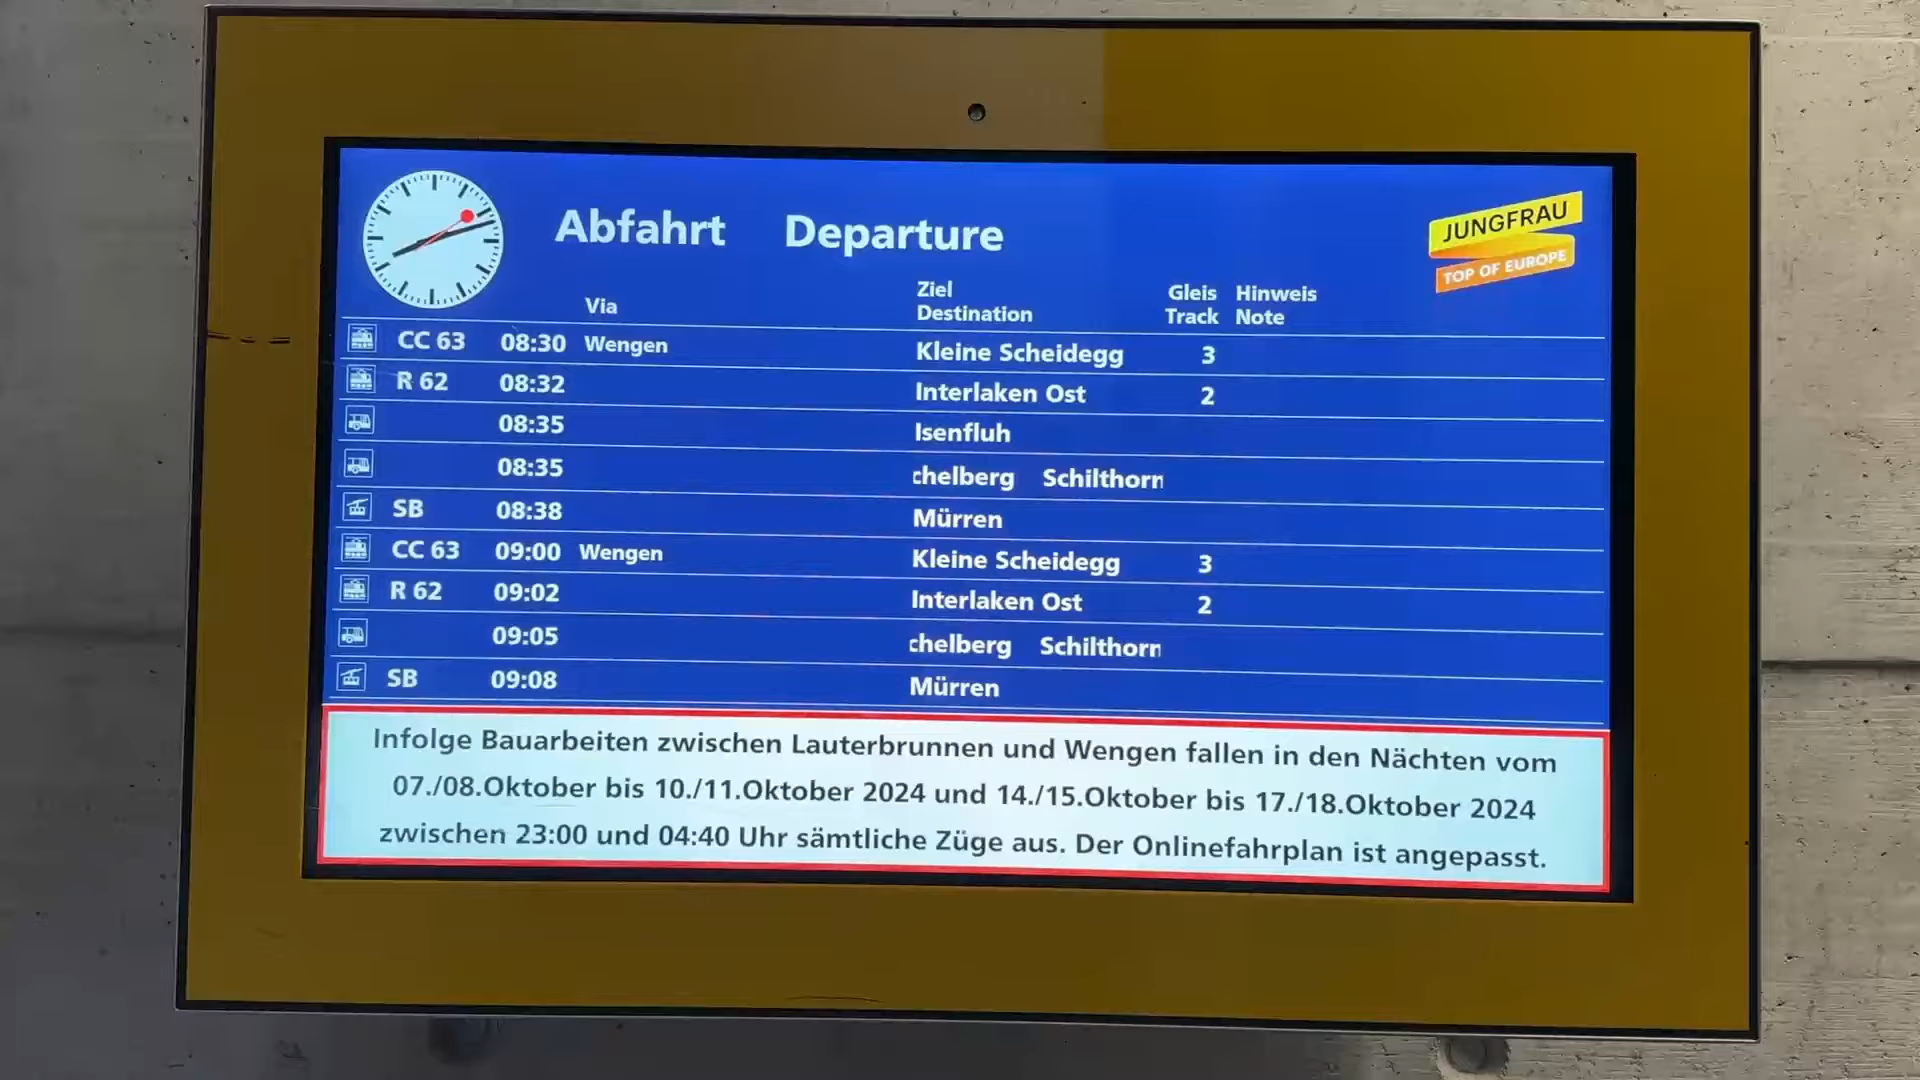 Abfahrt Departure
JUNGFRAU
TOP OF EUROPE
Via Ziel Destination Gleis Track Hinweis Note
CC 63 08:30 Wengen Kleine Scheidegg 3
R 62 08:32 Interlaken Ost 2
08:35 Isenfluh
08:35 chelberg Schilthorn
SB 08:38 Mürren
CC 63 09:00 Wengen Kleine Scheidegg 3
R 62 09:02 Interlaken Ost 2
09:05 chelberg Schilthorn
SB 09:08 Mürren
Infolge Bauarbeiten zwischen Lauterbrunnen und Wengen fallen in den Nächten vom
07./08.Oktober bis 10./11.Oktober 2024 und 14./15.Oktober bis 17./18.Oktober 2024
zwischen 23:00 und 04:40 Uhr sämtliche Züge aus. Der Onlinefahrplan ist angepasst.